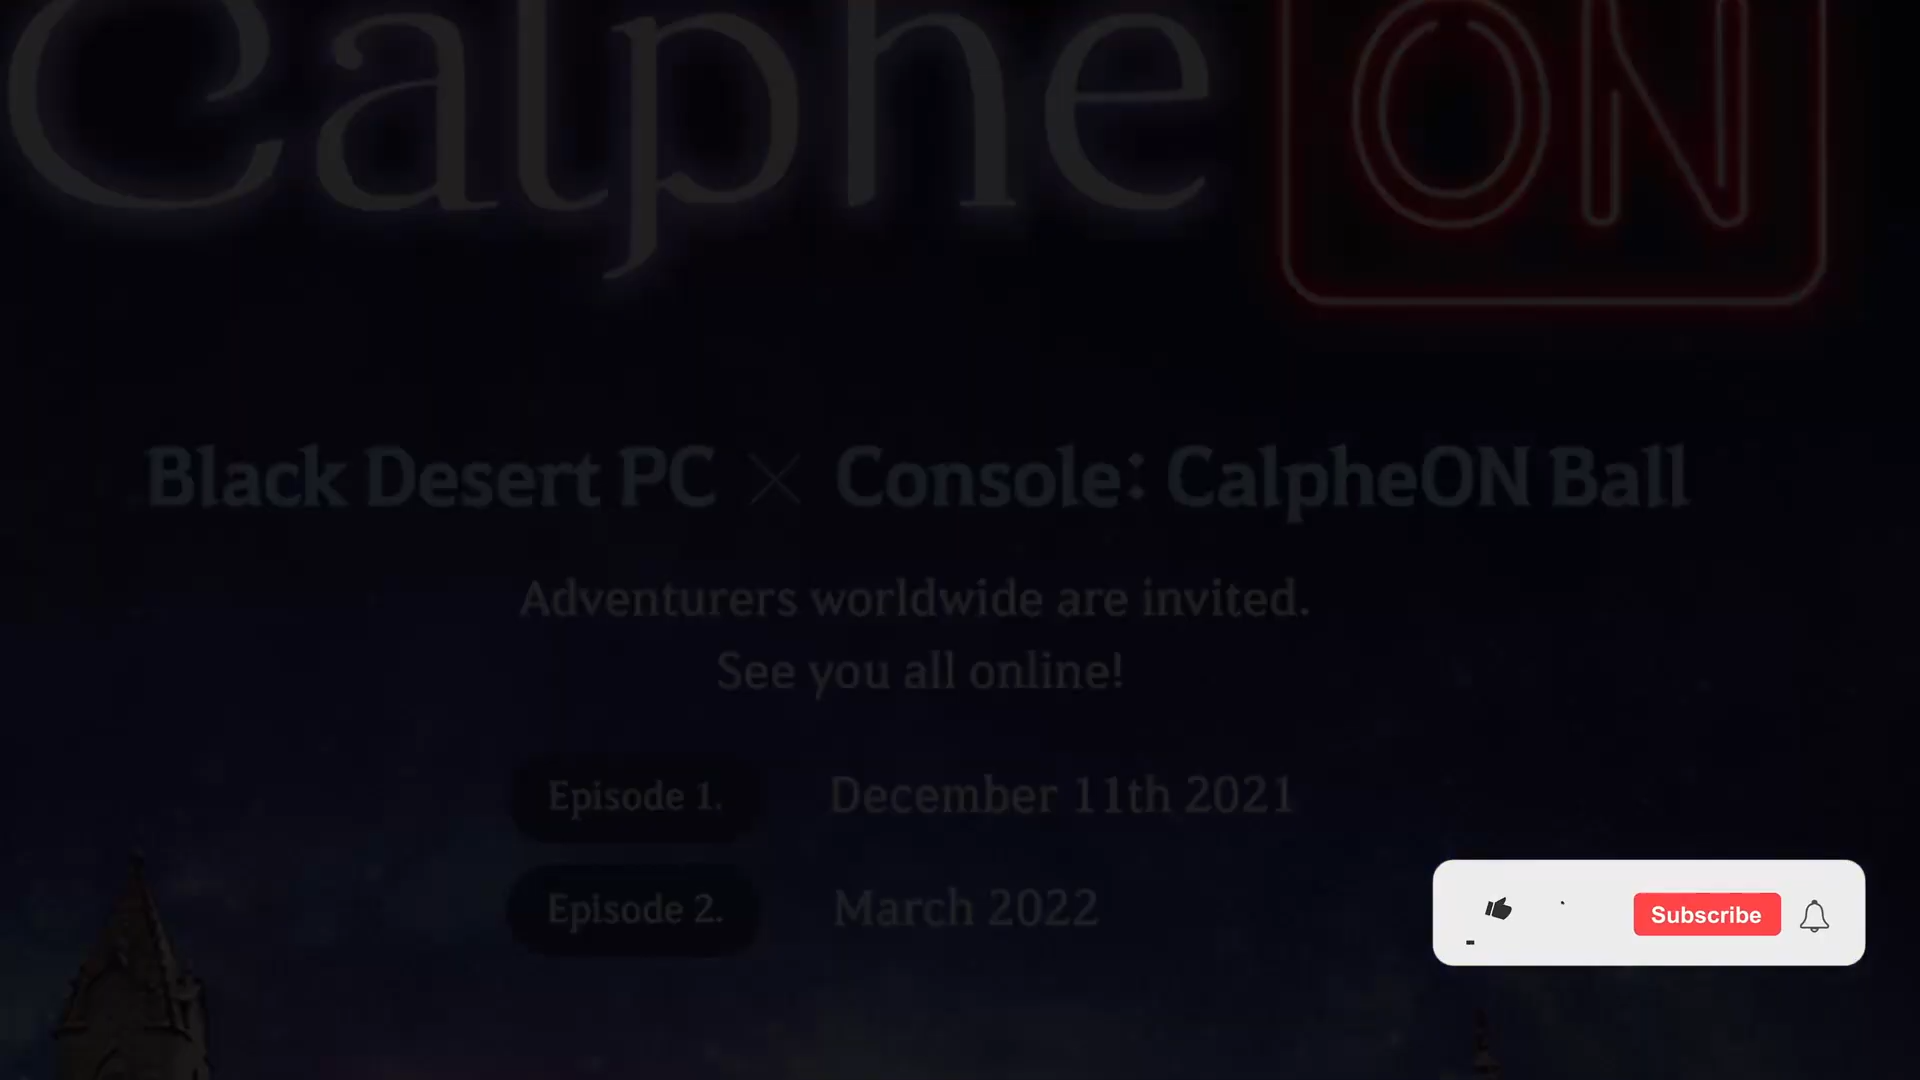 CalpheON
Black Desert PC × Console: CalpheON Ball
Adventurers worldwide are invited.
See you all online!
Episode 1. December 11th 2021
Episode 2. March 2022
Subscribe